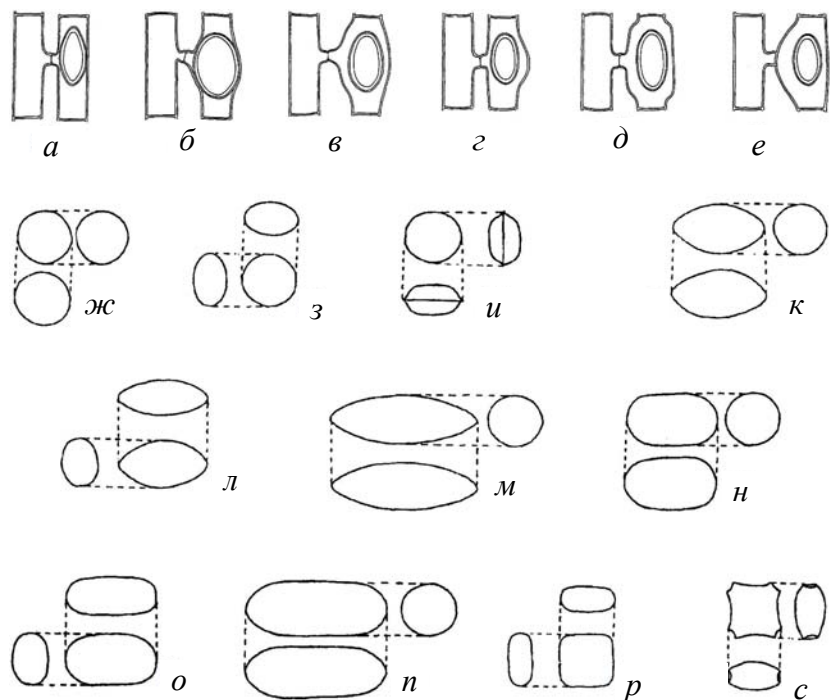 а б в г д е
ж з и к
л м н
о п р с